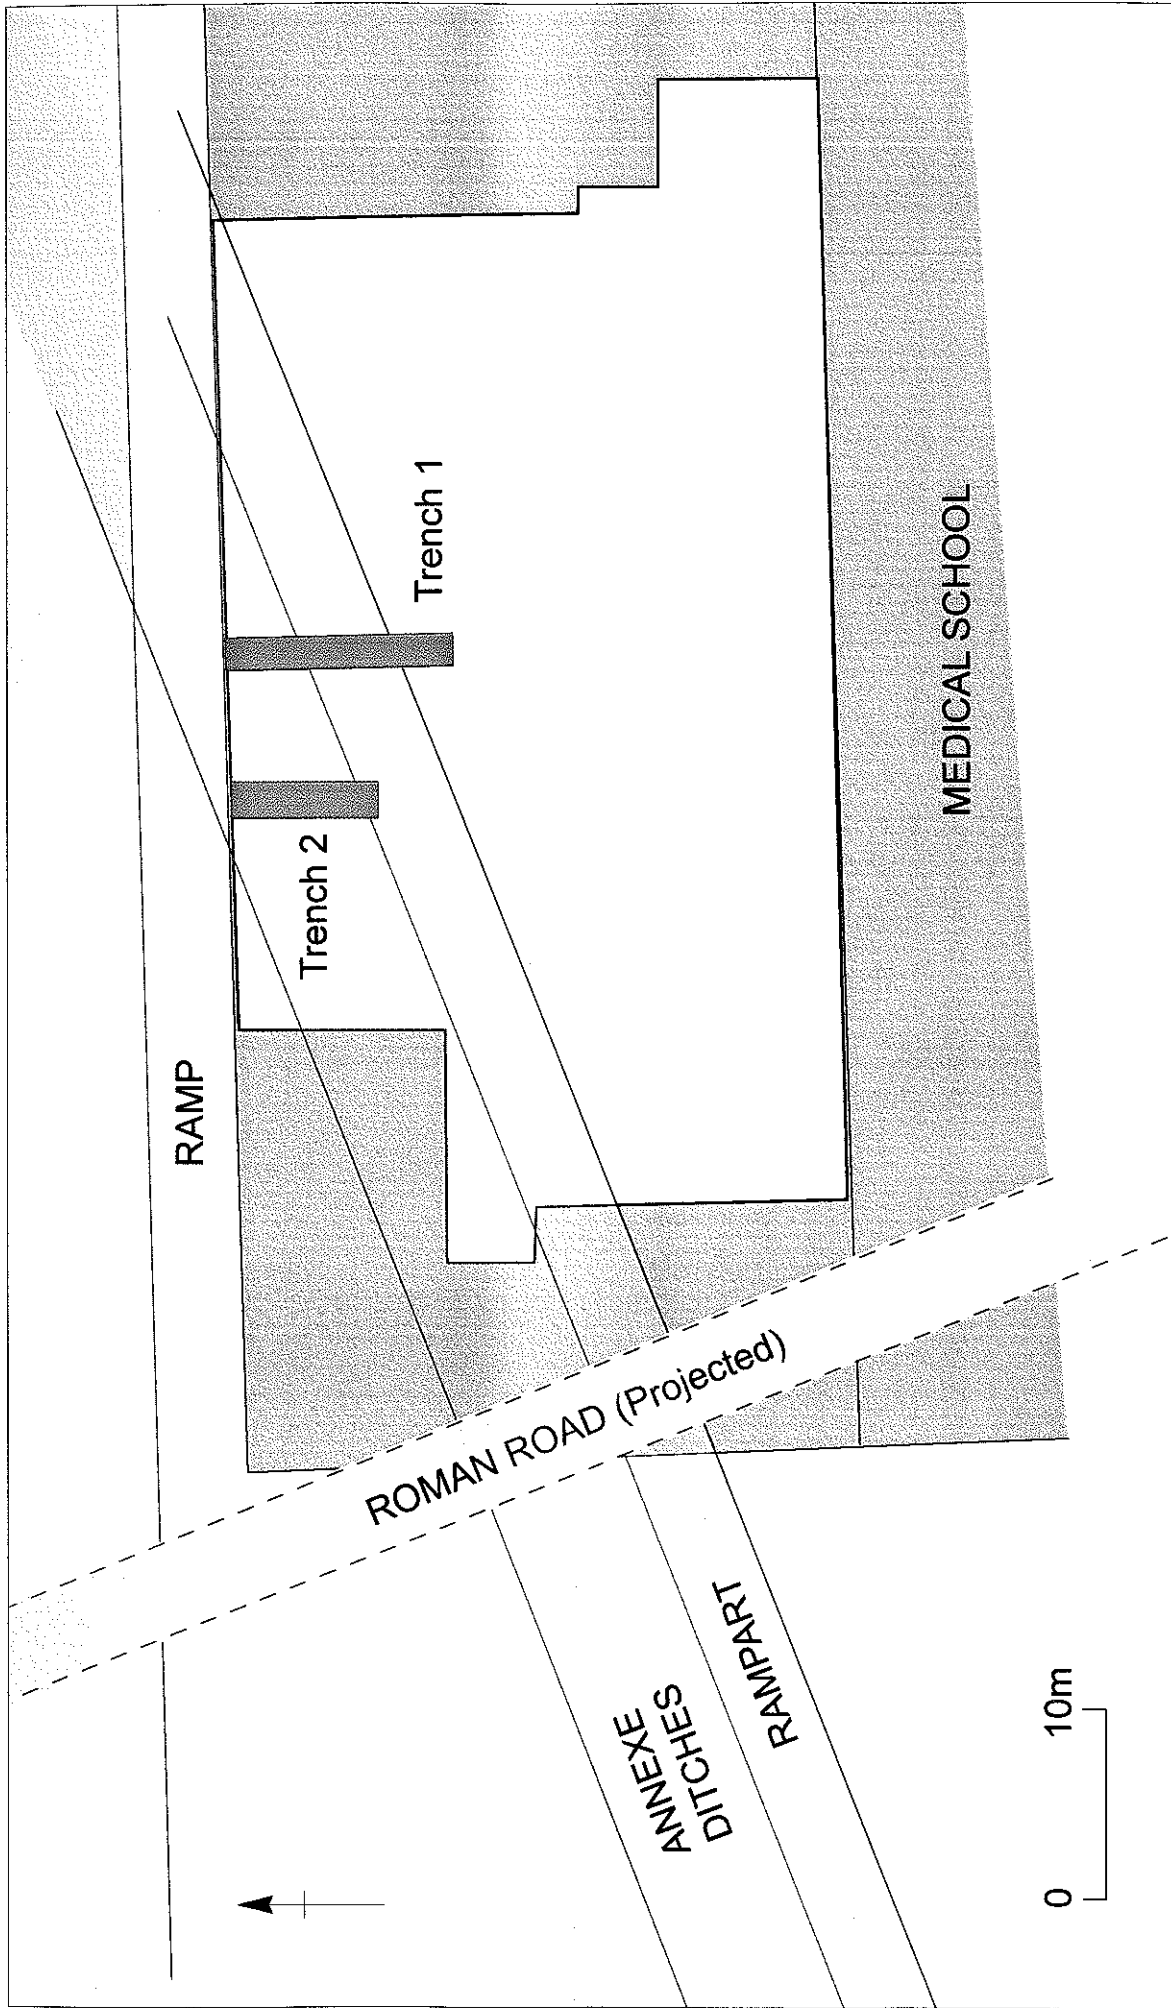 RAMP
Trench 2
Trench 1
ROMAN ROAD (Projected)
ANNEXE
DITCHES
RAMPART
MEDICAL SCHOOL
0 10m